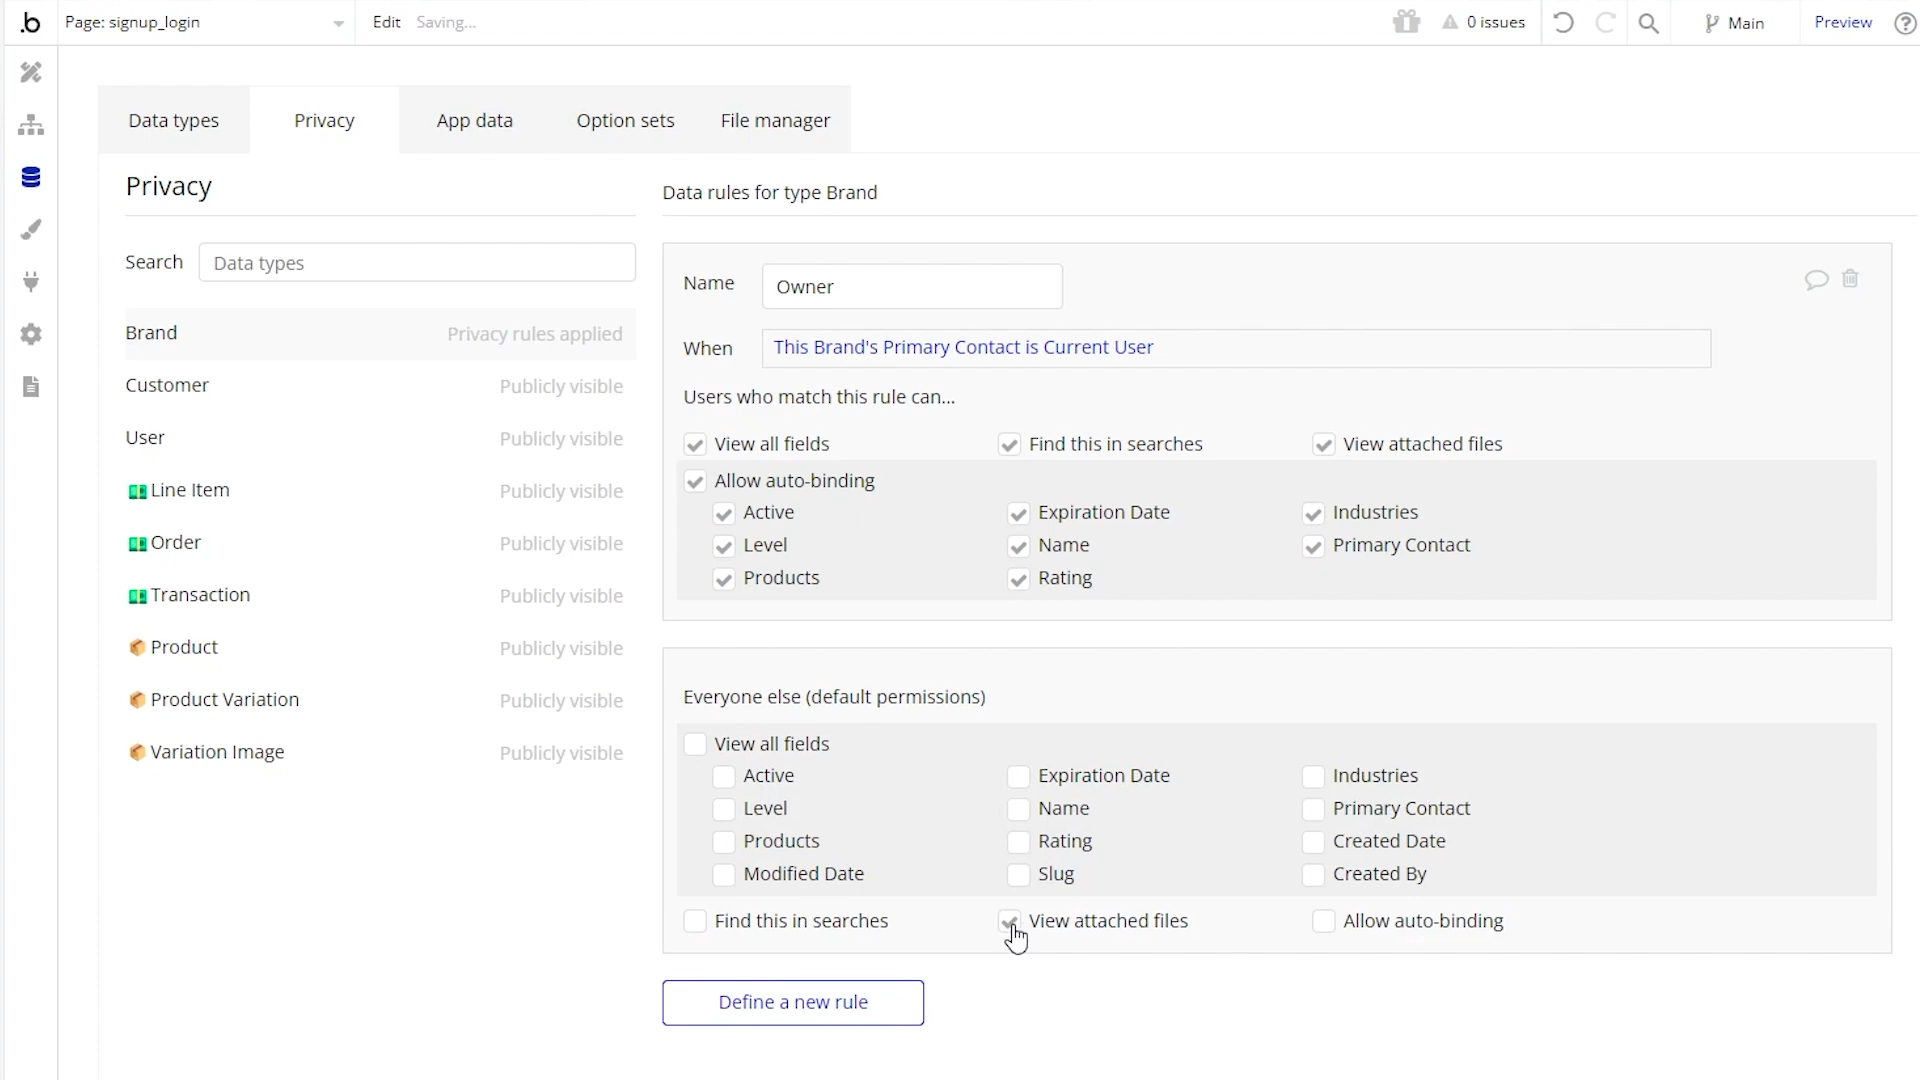 .b Page: signup_login Edit Saving... 0 issues Main Preview ?
Data types Privacy App data Option sets File manager
Privacy
Search Data types
Brand Privacy rules applied
Customer Publicly visible
User Publicly visible
Line Item Publicly visible
Order Publicly visible
Transaction Publicly visible
Product Publicly visible
Product Variation Publicly visible
Variation Image Publicly visible
Data rules for type Brand
Name Owner
When This Brand's Primary Contact is Current User
Users who match this rule can...
View all fields Find this in searches View attached files
Allow auto-binding
Active Expiration Date Industries
Level Name Primary Contact
Products Rating
Everyone else (default permissions)
View all fields
Active Expiration Date Industries
Level Name Primary Contact
Products Rating Created Date
Modified Date Slug Created By
Find this in searches View attached files Allow auto-binding
Define a new rule